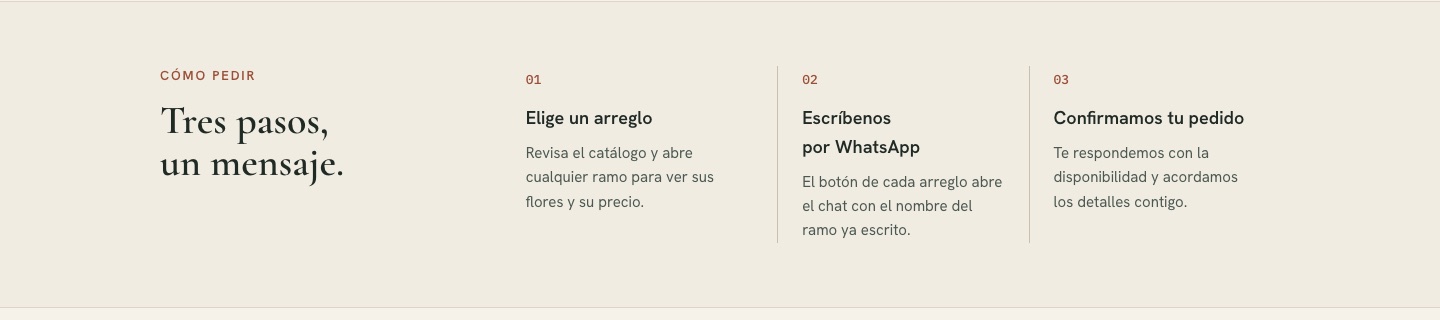 CÓMO PEDIR
Tres pasos,
un mensaje.
01
Elige un arreglo
Revisa el catálogo y abre
cualquier ramo para ver sus
flores y su precio.
02
Escríbenos
por WhatsApp
El botón de cada arreglo abre
el chat con el nombre del
ramo ya escrito.
03
Confirmamos tu pedido
Te respondemos con la
disponibilidad y acordamos
los detalles contigo.